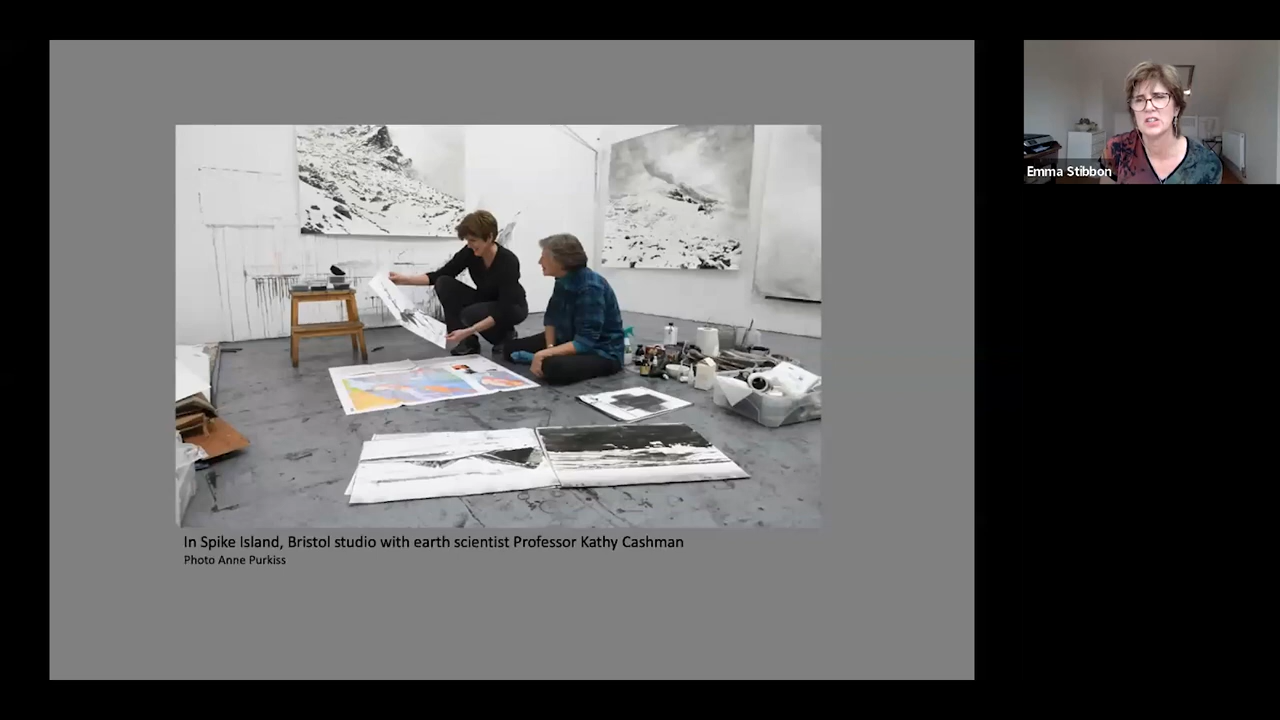 Emma Stibbon
In Spike Island, Bristol studio with earth scientist Professor Kathy Cashman
Photo Anne Purkiss